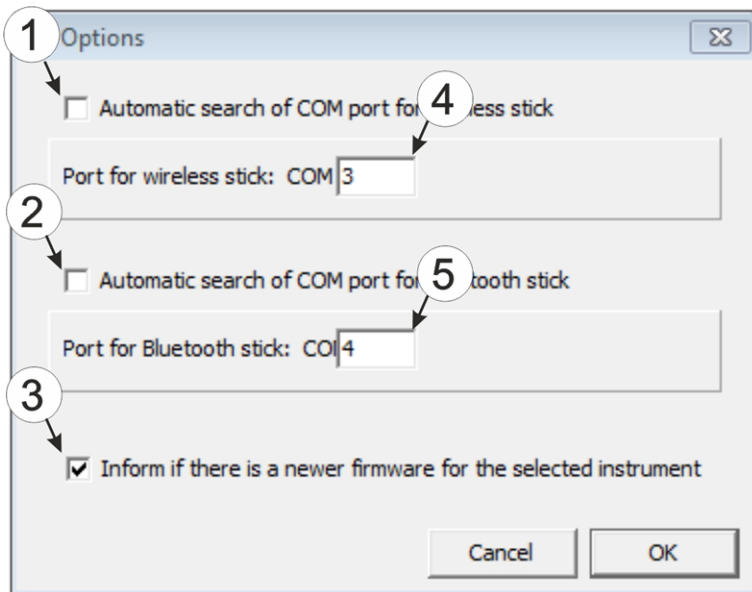 1
Options
Automatic search of COM port for less stick
4
Port for wireless stick: COM 3
2
Automatic search of COM port for tooth stick
5
Port for Bluetooth stick: CO 4
3
Inform if there is a newer firmware for the selected instrument
Cancel OK